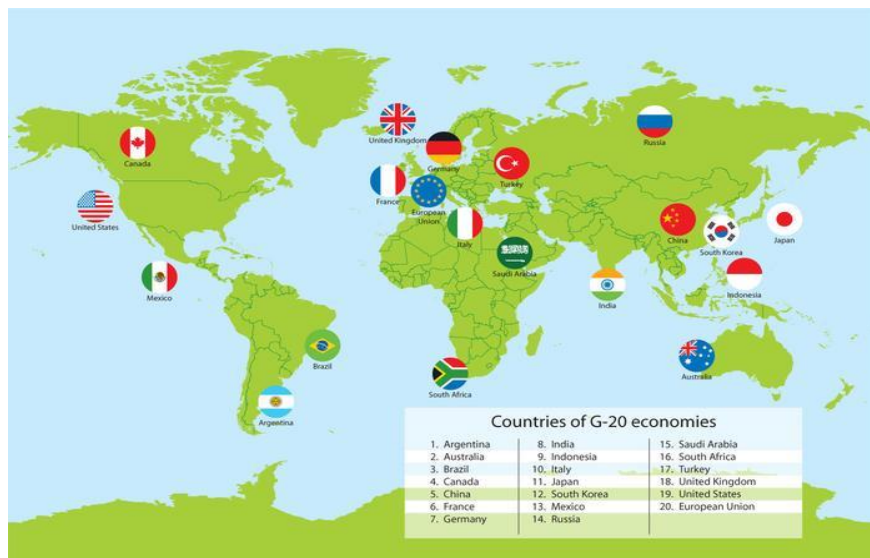 United Kingdom
Canada
Germany
Russia
Turkey
France
European
Union
United States
Italy
China
South Korea
Japan
Saudi Arabia
Mexico
India
Indonesia
Brazil
South Africa
Australia
Argentina
Countries of G-20 economies
1. Argentina
2. Australia
3. Brazil
4. Canada
5. China
6. France
7. Germany
8. India
9. Indonesia
10. Italy
11. Japan
12. South Korea
13. Mexico
14. Russia
15. Saudi Arabia
16. South Africa
17. Turkey
18. United Kingdom
19. United States
20. European Union